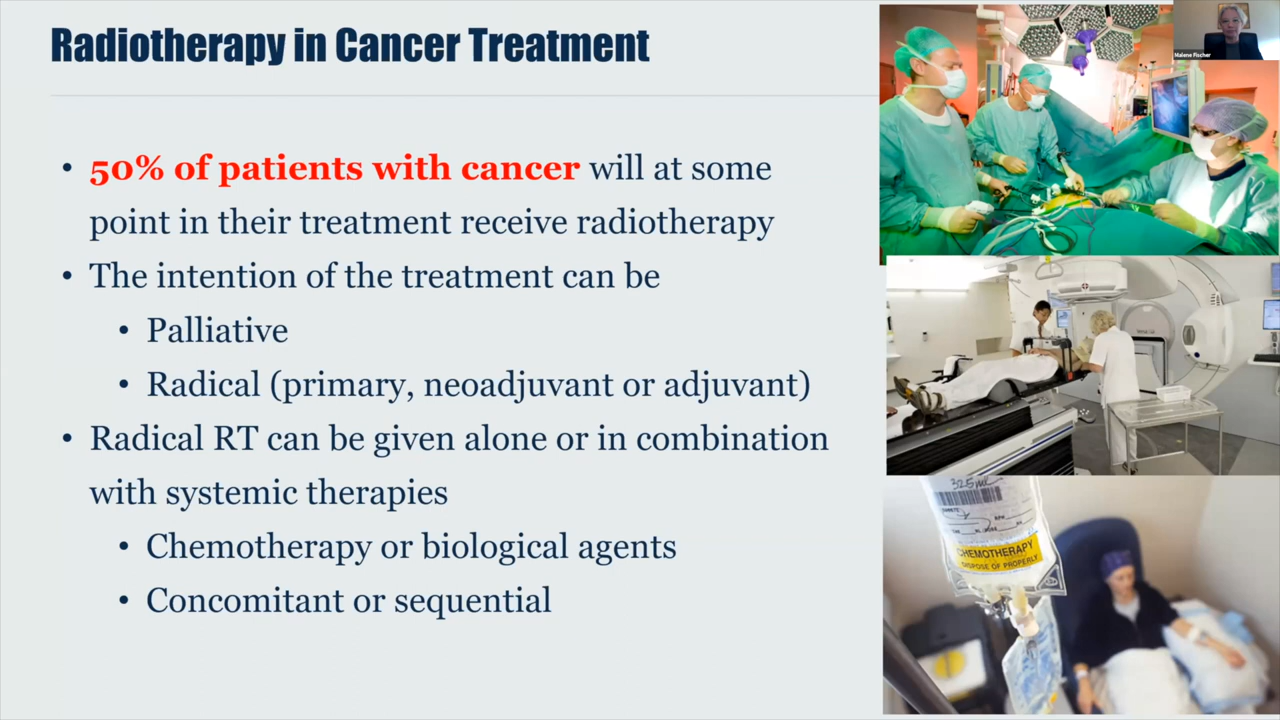 Radiotherapy in Cancer Treatment
Malene Fischer
• 50% of patients with cancer will at some
point in their treatment receive radiotherapy
• The intention of the treatment can be
• Palliative
• Radical (primary, neoadjuvant or adjuvant)
• Radical RT can be given alone or in combination
with systemic therapies
• Chemotherapy or biological agents
• Concomitant or sequential
325mL
CHEMOTHERAPY
DISPOSE OF PROPERLY